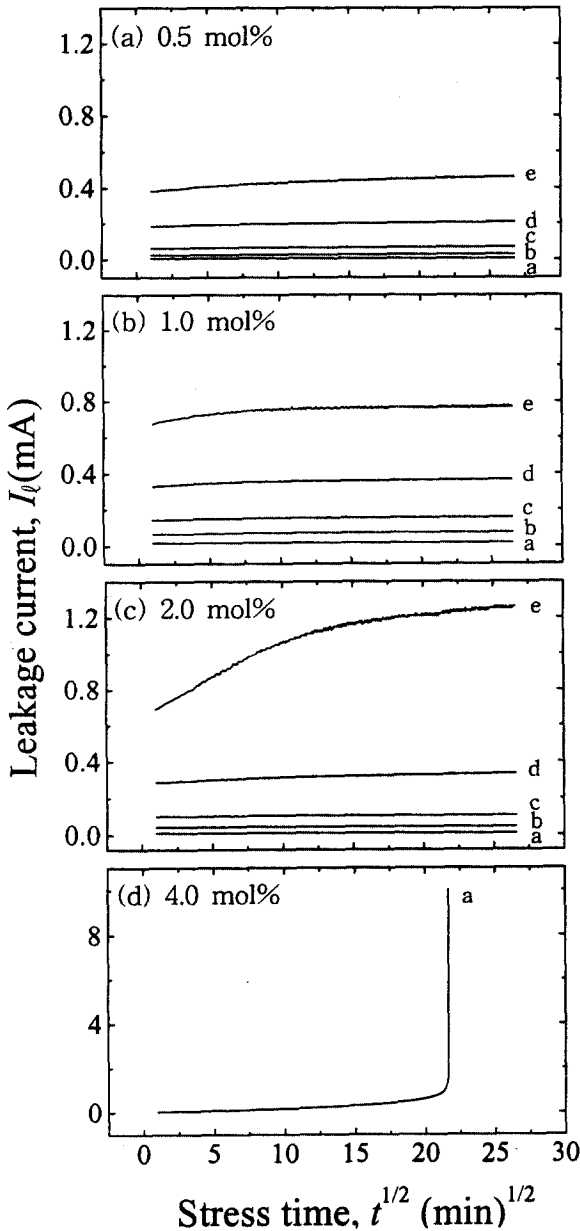 (a) 0.5 mol%
1.2
0.8
0.4
0.0
e
d
c
b
a
(b) 1.0 mol%
1.2
0.8
0.4
0.0
e
d
c
b
a
(c) 2.0 mol%
1.2
0.8
0.4
0.0
e
d
c
b
a
(d) 4.0 mol%
8
4
0
a
0 5 10 15 20 25 30
Leakage current, Iℓ(mA)
Stress time, t^1/2 (min)^1/2